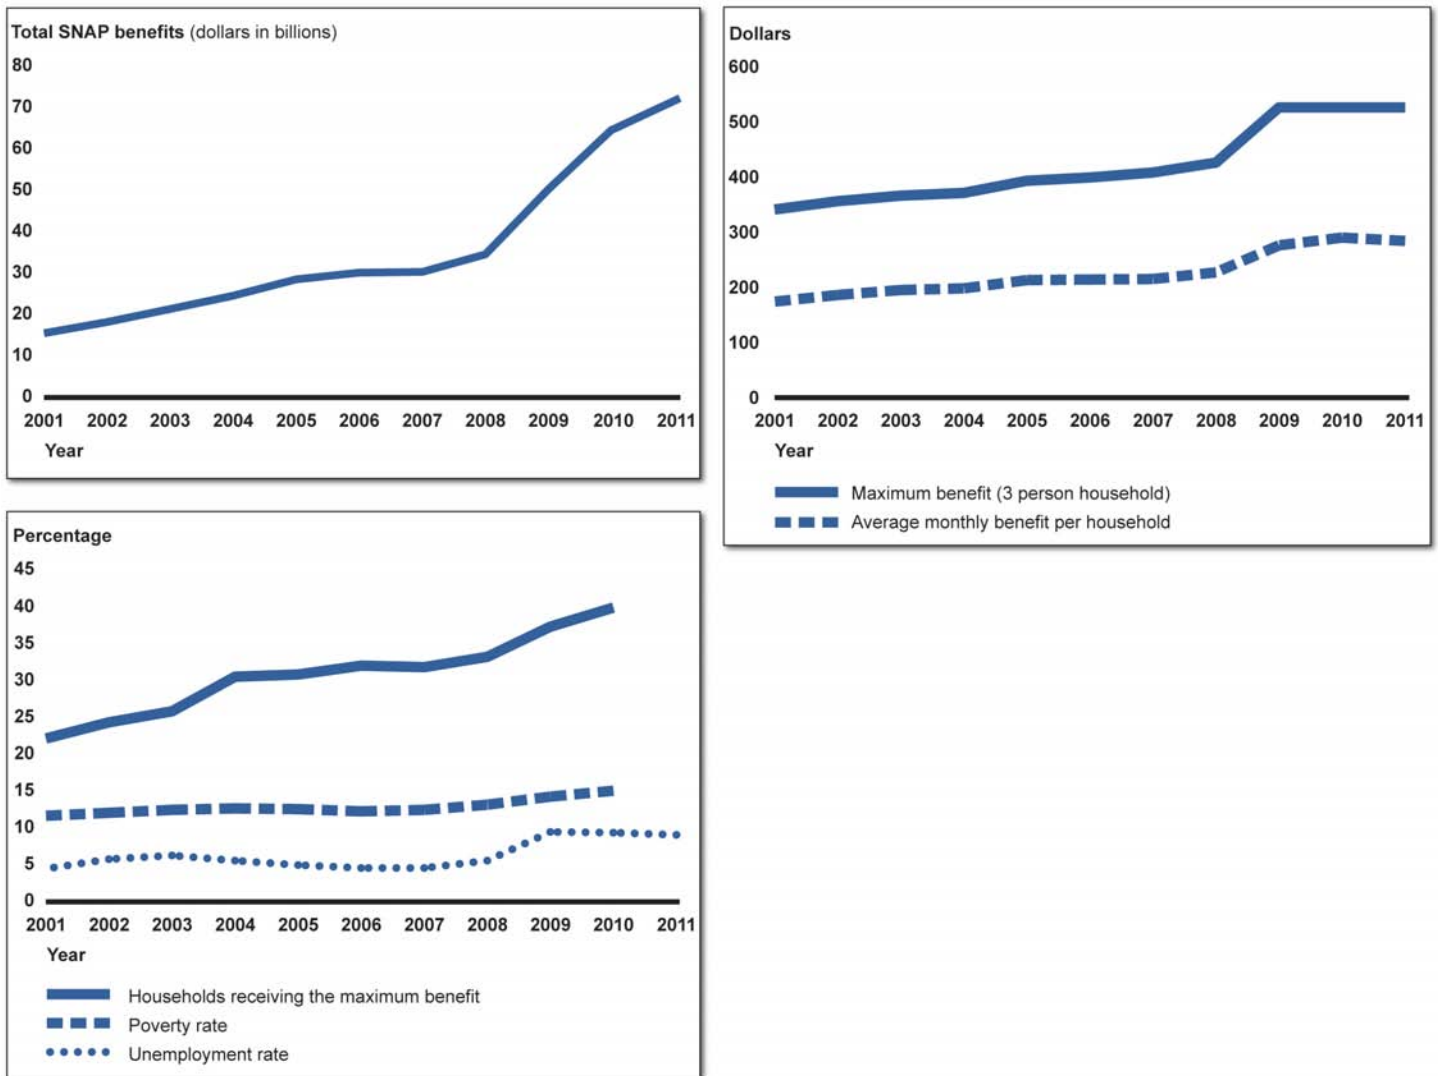 Total SNAP benefits (dollars in billions)
80
70
60
50
40
30
20
10
0
2001 2002 2003 2004 2005 2006 2007 2008 2009 2010 2011
Year
Dollars
600
500
400
300
200
100
0
2001 2002 2003 2004 2005 2006 2007 2008 2009 2010 2011
Year
Maximum benefit (3 person household)
Average monthly benefit per household
Percentage
45
40
35
30
25
20
15
10
5
0
2001 2002 2003 2004 2005 2006 2007 2008 2009 2010 2011
Year
Households receiving the maximum benefit
Poverty rate
Unemployment rate